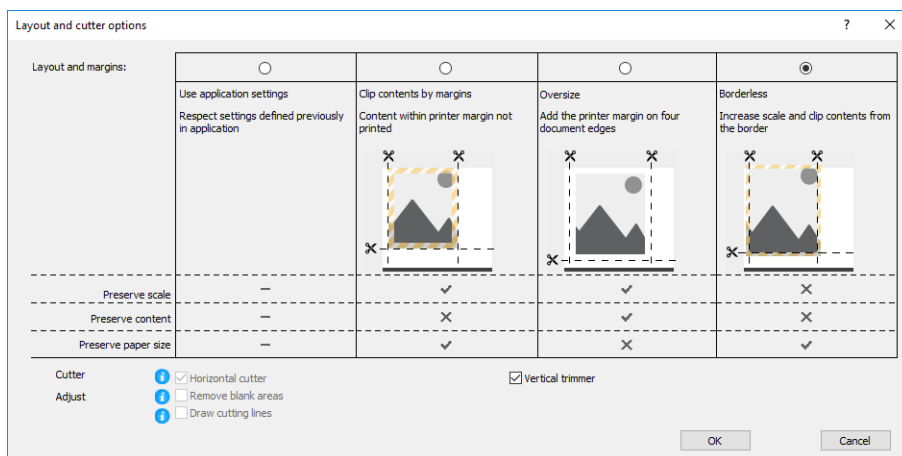 Layout and cutter options
Layout and margins:
Use application settings
Respect settings defined previously
in application
Clip contents by margins
Content within printer margin not
printed
Oversize
Add the printer margin on four
document edges
Borderless
Increase scale and clip contents from
the border
Preserve scale
Preserve content
Preserve paper size
Cutter
Horizontal cutter
Vertical trimmer
Adjust
Remove blank areas
Draw cutting lines
OK
Cancel